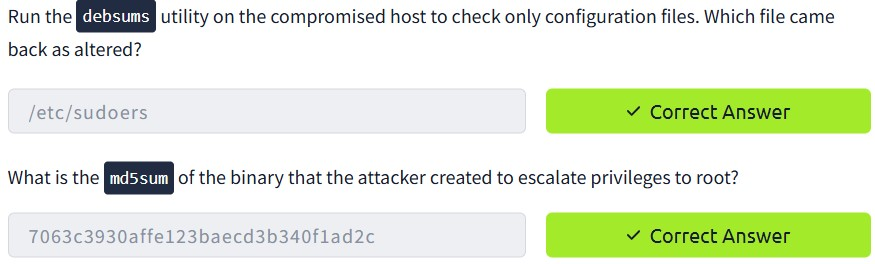 Run the debsums utility on the compromised host to check only configuration files. Which file came
back as altered?
/etc/sudoers
✓ Correct Answer
What is the md5sum of the binary that the attacker created to escalate privileges to root?
7063c3930affe123baecd3b340f1ad2c
✓ Correct Answer